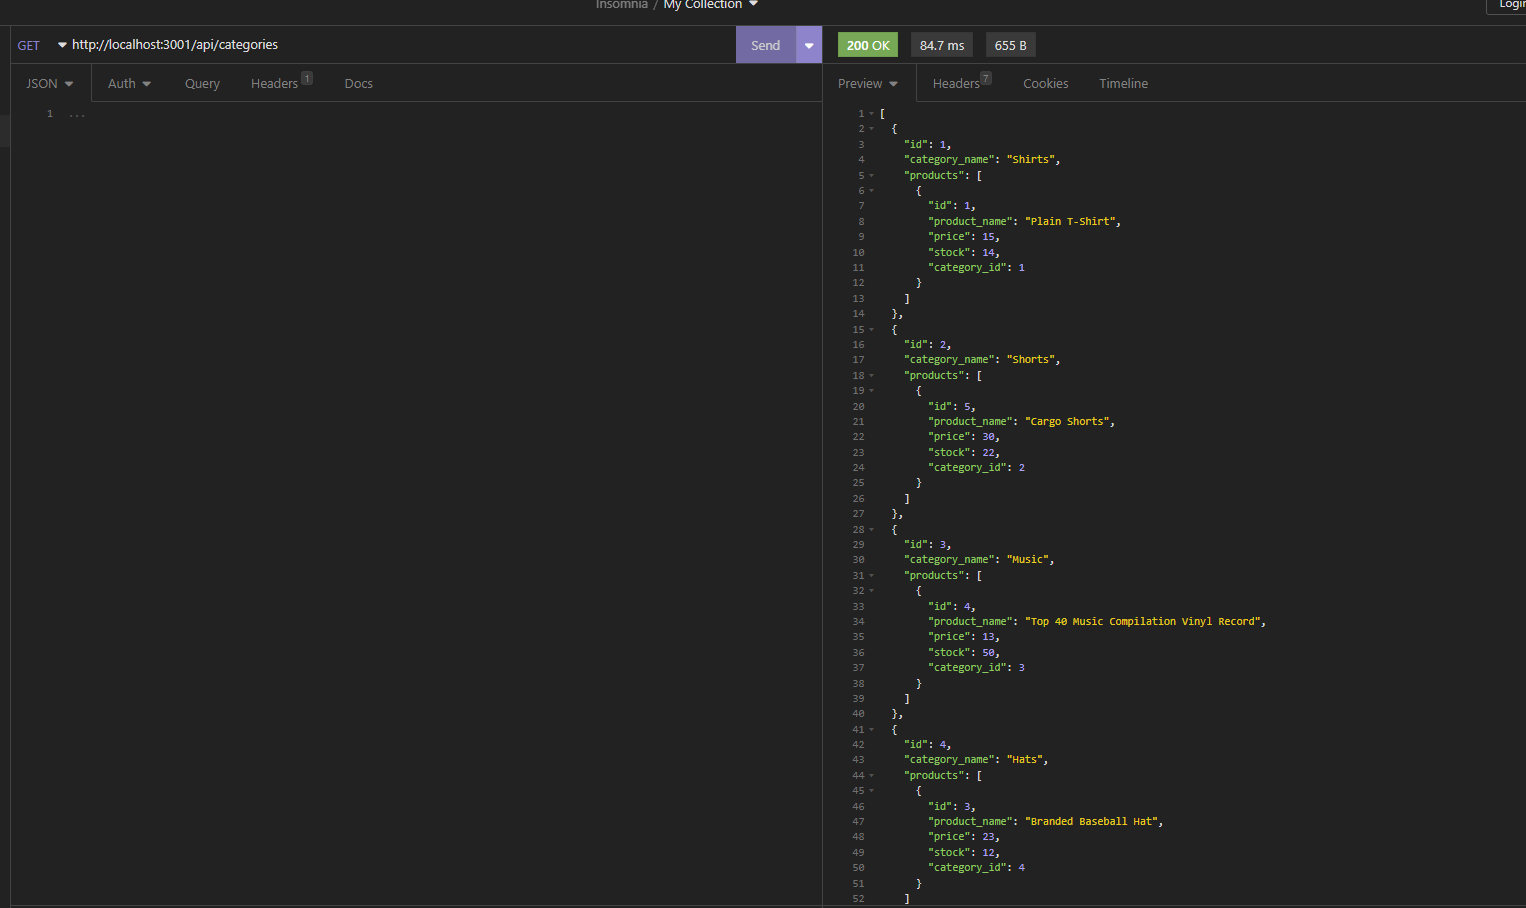 Insomnia / My Collection
Login
GET http://localhost:3001/api/categories Send 200 OK 84.7 ms 655 B
JSON Auth Query Headers 1 Docs Preview Headers 7 Cookies Timeline
1 ...
1 [
2 {
3 "id": 1,
4 "category_name": "Shirts",
5 "products": [
6 {
7 "id": 1,
8 "product_name": "Plain T-Shirt",
9 "price": 15,
10 "stock": 14,
11 "category_id": 1
12 }
13 ]
14 },
15 {
16 "id": 2,
17 "category_name": "Shorts",
18 "products": [
19 {
20 "id": 5,
21 "product_name": "Cargo Shorts",
22 "price": 30,
23 "stock": 22,
24 "category_id": 2
25 }
26 ]
27 },
28 {
29 "id": 3,
30 "category_name": "Music",
31 "products": [
32 {
33 "id": 4,
34 "product_name": "Top 40 Music Compilation Vinyl Record",
35 "price": 13,
36 "stock": 50,
37 "category_id": 3
38 }
39 ]
40 },
41 {
42 "id": 4,
43 "category_name": "Hats",
44 "products": [
45 {
46 "id": 3,
47 "product_name": "Branded Baseball Hat",
48 "price": 23,
49 "stock": 12,
50 "category_id": 4
51 }
52 ]